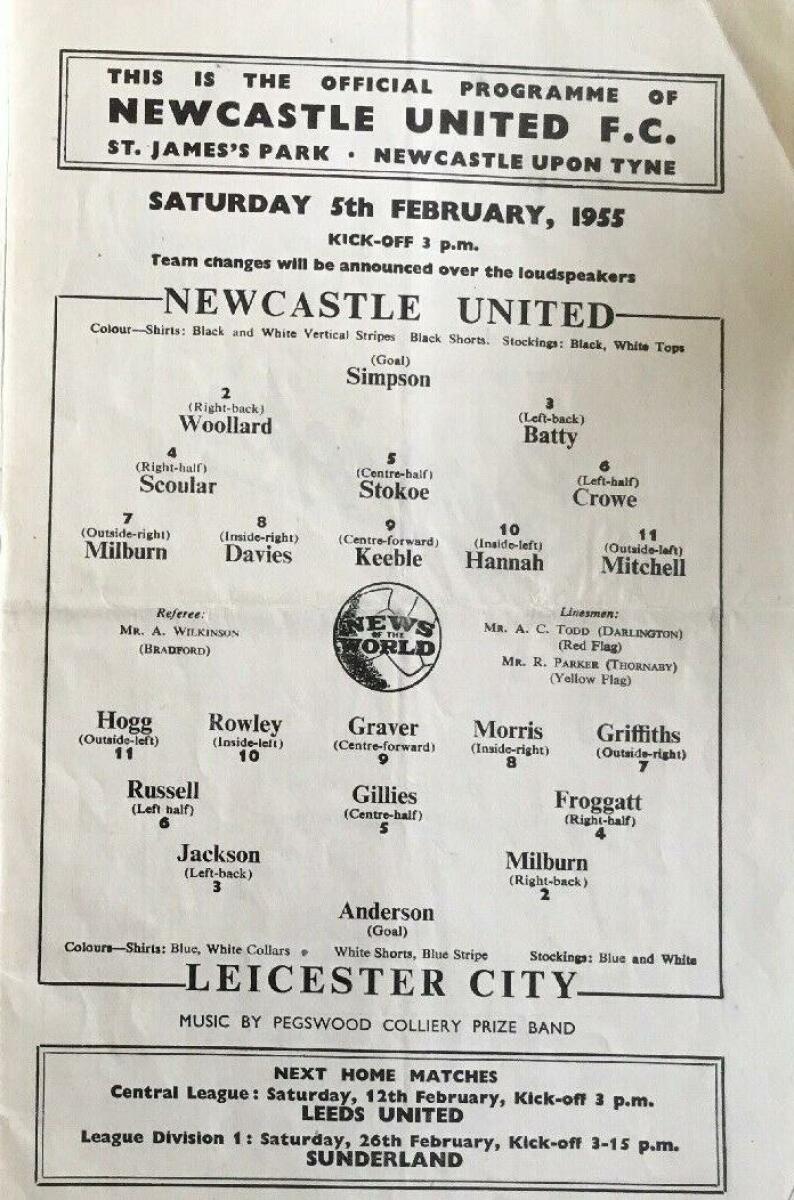 THIS IS THE OFFICIAL PROGRAMME OF
NEWCASTLE UNITED F.C.
ST. JAMES'S PARK · NEWCASTLE UPON TYNE
SATURDAY 5th FEBRUARY, 1955
KICK-OFF 3 p.m.
Team changes will be announced over the loudspeakers
NEWCASTLE UNITED
Colour—Shirts: Black and White Vertical Stripes Black Shorts. Stockings: Black, White Tops
(Goal)
Simpson
2 3
(Right-back) (Left-back)
Woollard Batty
4 5 6
(Right-half) (Centre-half) (Left-half)
Scoular Stokoe Crowe
7 8 9 10 11
(Outside-right) (Inside-right) (Centre-forward) (Inside-left) (Outside-left)
Milburn Davies Keeble Hannah Mitchell
Referee:
MR. A. WILKINSON
(BRADFORD)
NEWS
OF THE
WORLD
Linesmen:
MR. A. C. TODD (DARLINGTON)
(Red Flag)
MR. R. PARKER (THORNABY)
(Yellow Flag)
Hogg Rowley Graver Morris Griffiths
(Outside-left) (Inside-left) (Centre-forward) (Inside-right) (Outside-right)
11 10 9 8 7
Russell Gillies Froggatt
(Left half) (Centre-half) (Right-half)
6 5 4
Jackson Milburn
(Left-back) (Right-back)
3 2
Anderson
(Goal)
Colours—Shirts: Blue, White Collars White Shorts, Blue Stripe Stockings: Blue and White
LEICESTER CITY
MUSIC BY PEGSWOOD COLLIERY PRIZE BAND
NEXT HOME MATCHES
Central League: Saturday, 12th February, Kick-off 3 p.m.
LEEDS UNITED
League Division 1: Saturday, 26th February, Kick-off 3-15 p.m.
SUNDERLAND